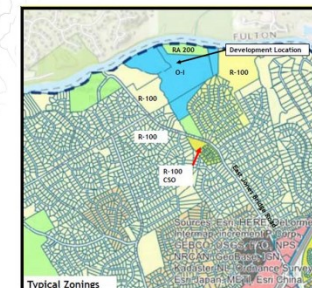 FULTON
RA 200
Development Location
O-I
R-100
R-100
R-100
R-100
CSO
East Jones Bridge Road
Sources: Esri, HERE, DeLorme,
Intermap, increment P Corp.,
GEBCO, USGS, FAO, NPS,
NRCAN, GeoBase, IGN,
Kadaster NL, Ordnance Survey,
Esri Japan, METI, Esri China
Typical Zonings